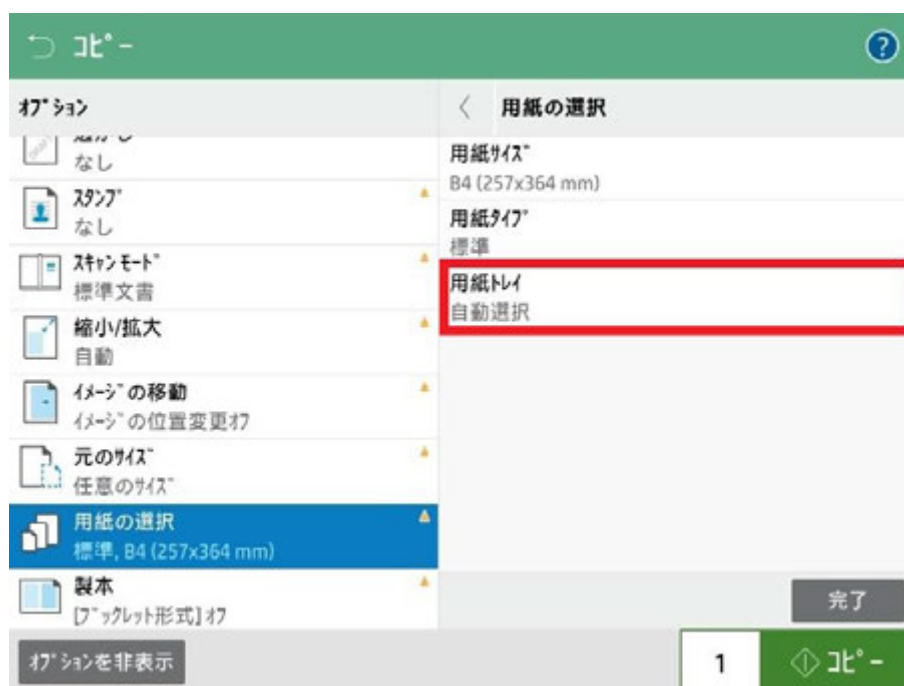 コピー
?
オプション
なし
スタンプ
なし
スキャン モード
標準文書
縮小/拡大
自動
イメージの移動
イメージの位置変更オフ
元のサイズ
任意のサイズ
用紙の選択
標準, B4 (257x364 mm)
製本
[ブックレット形式] オフ
オプションを非表示
用紙の選択
用紙サイズ
B4 (257x364 mm)
用紙タイプ
標準
用紙トレイ
自動選択
完了
1
コピー